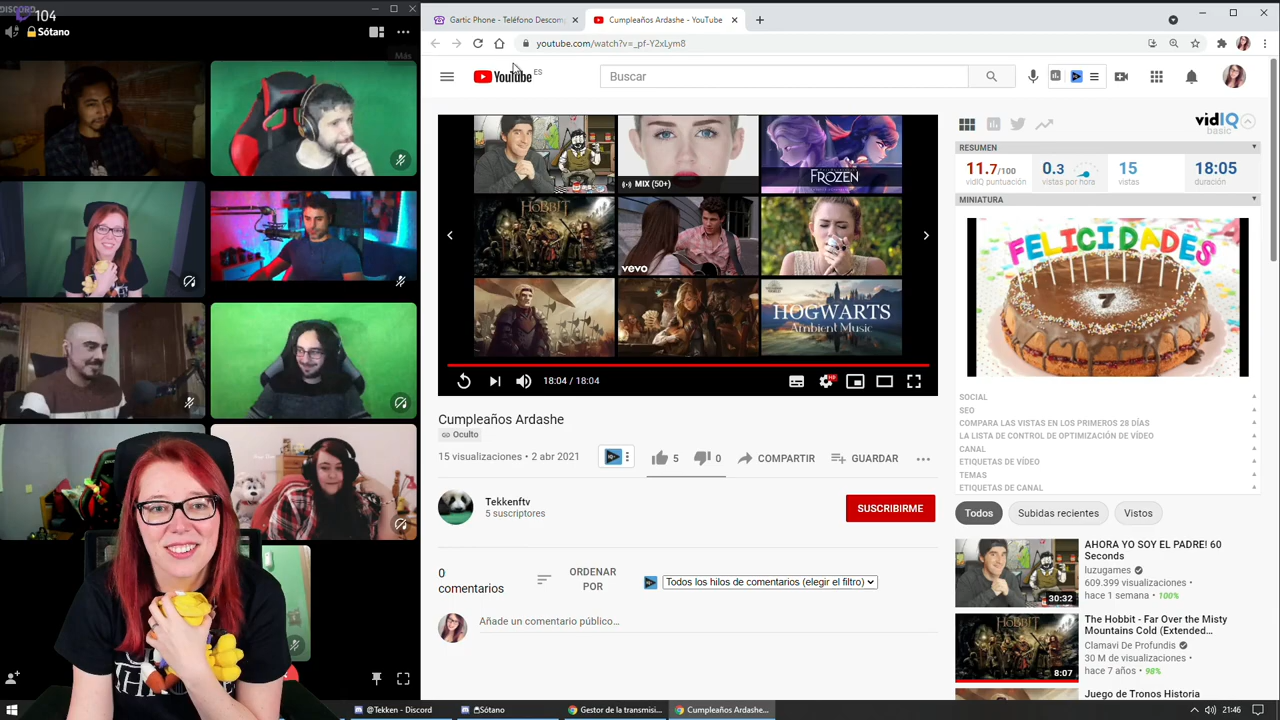 DISCORD
104
Sótano
Más
Gartic Phone - Teléfono Descom
Cumpleaños Ardashe - YouTube
youtube.com/watch?v=_pf-Y2xLym8
YouTube ES
Buscar
MIX (50+)
FROZEN
THE HOBBIT
vevo
HOGWARTS
Ambient Music
18:04 / 18:04
HD
Cumpleaños Ardashe
Oculto
15 visualizaciones • 2 abr 2021
5
0
COMPARTIR
GUARDAR
Tekkenftv
5 suscriptores
SUSCRIBIRME
0
comentarios
ORDENAR
POR
Todos los hilos de comentarios (elegir el filtro)
Añade un comentario público...
vidIQ
basic
RESUMEN
11.7/100
vidIQ puntuación
0.3
vistas por hora
15
vistas
18:05
duración
MINIATURA
FELICIDADES
7
SOCIAL
SEO
COMPARA LAS VISTAS EN LOS PRIMEROS 28 DÍAS
LA LISTA DE CONTROL DE OPTIMIZACIÓN DE VÍDEO
CANAL
ETIQUETAS DE VÍDEO
TEMAS
ETIQUETAS DE CANAL
Todos
Subidas recientes
Vistos
AHORA YO SOY EL PADRE! 60
Seconds
luzugames
609.399 visualizaciones •
hace 1 semana • 100%
30:32
The Hobbit - Far Over the Misty
Mountains Cold (Extended...
Clamavi De Profundis
30 M de visualizaciones •
hace 7 años • 98%
8:07
Juego de Tronos Historia
@Tekken - Discord
Sótano
Gestor de la transmisi...
Cumpleaños Ardashe...
21:46